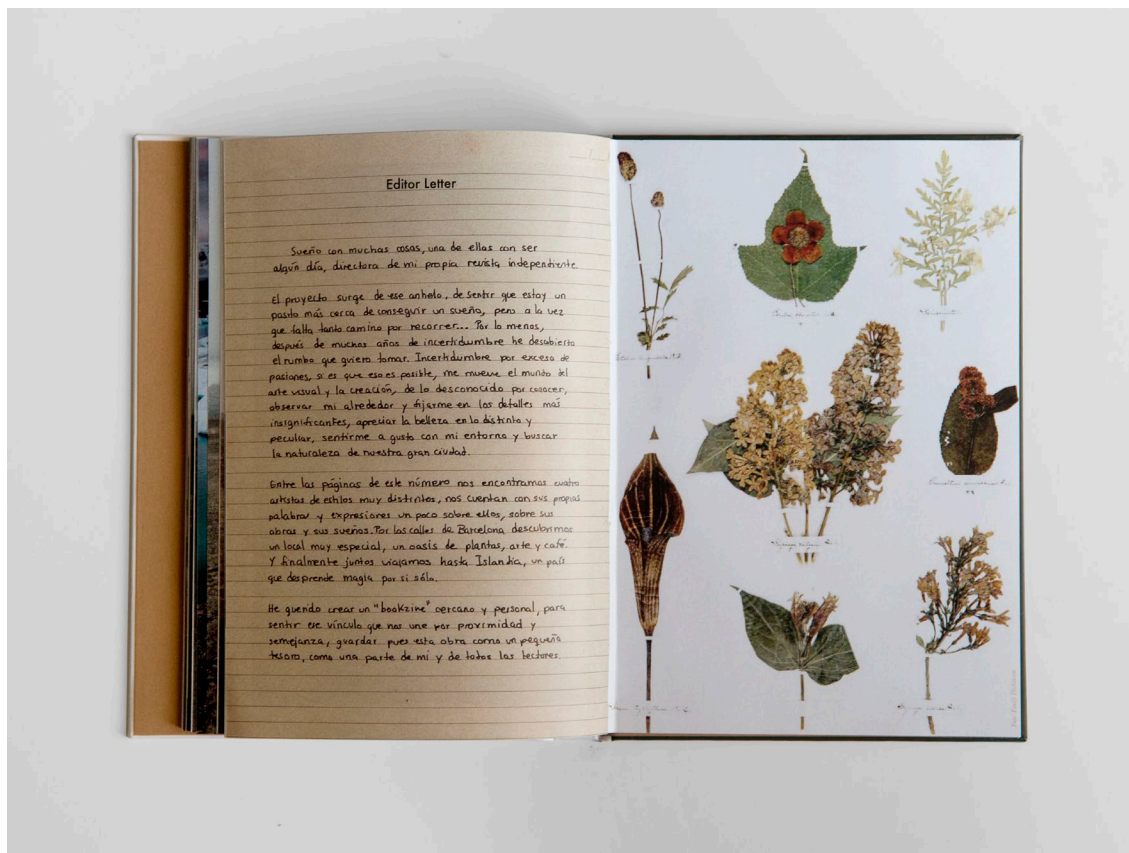 Editor Letter
Sueño con muchas cosas, una de ellas con ser
algún día, directora de mi propia revista independiente.
El proyecto surge de ese anhelo, de sentir que estoy un
pasito más cerca de conseguir un sueño, pero a la vez
que falta tanto camino por recorrer... Por lo menos,
después de muchos años de incertidumbre he descubierto
el rumbo que quiero tomar. Incertidumbre por exceso de
pasiones, si es que eso es posible, me mueve el mundo del
arte visual y la creación, de lo desconocido por conocer,
observar mi alrededor y fijarme en los detalles más
insignificantes, apreciar la belleza en lo distinto y
peculiar, sentirme a gusto con mi entorno y buscar
la naturaleza de nuestra gran ciudad.
Entre las páginas de este número nos encontramos cuatro
artistas de estilos muy distintos, nos cuentan con sus propias
palabras y expresiones un poco sobre ellos, sobre sus
obras y sus sueños. Por las calles de Barcelona descubrimos
un local muy especial, un oasis de plantas, arte y café.
Y finalmente juntos viajamos hasta Islandia, un país
que desprende magia por si sólo.
He querido crear un "bookzine" cercano y personal, para
sentir ese vínculo que nos une por proximidad y
semejanza, guardar pues esta obra como un pequeño
tesoro, como una parte de mi y de todos los lectores.